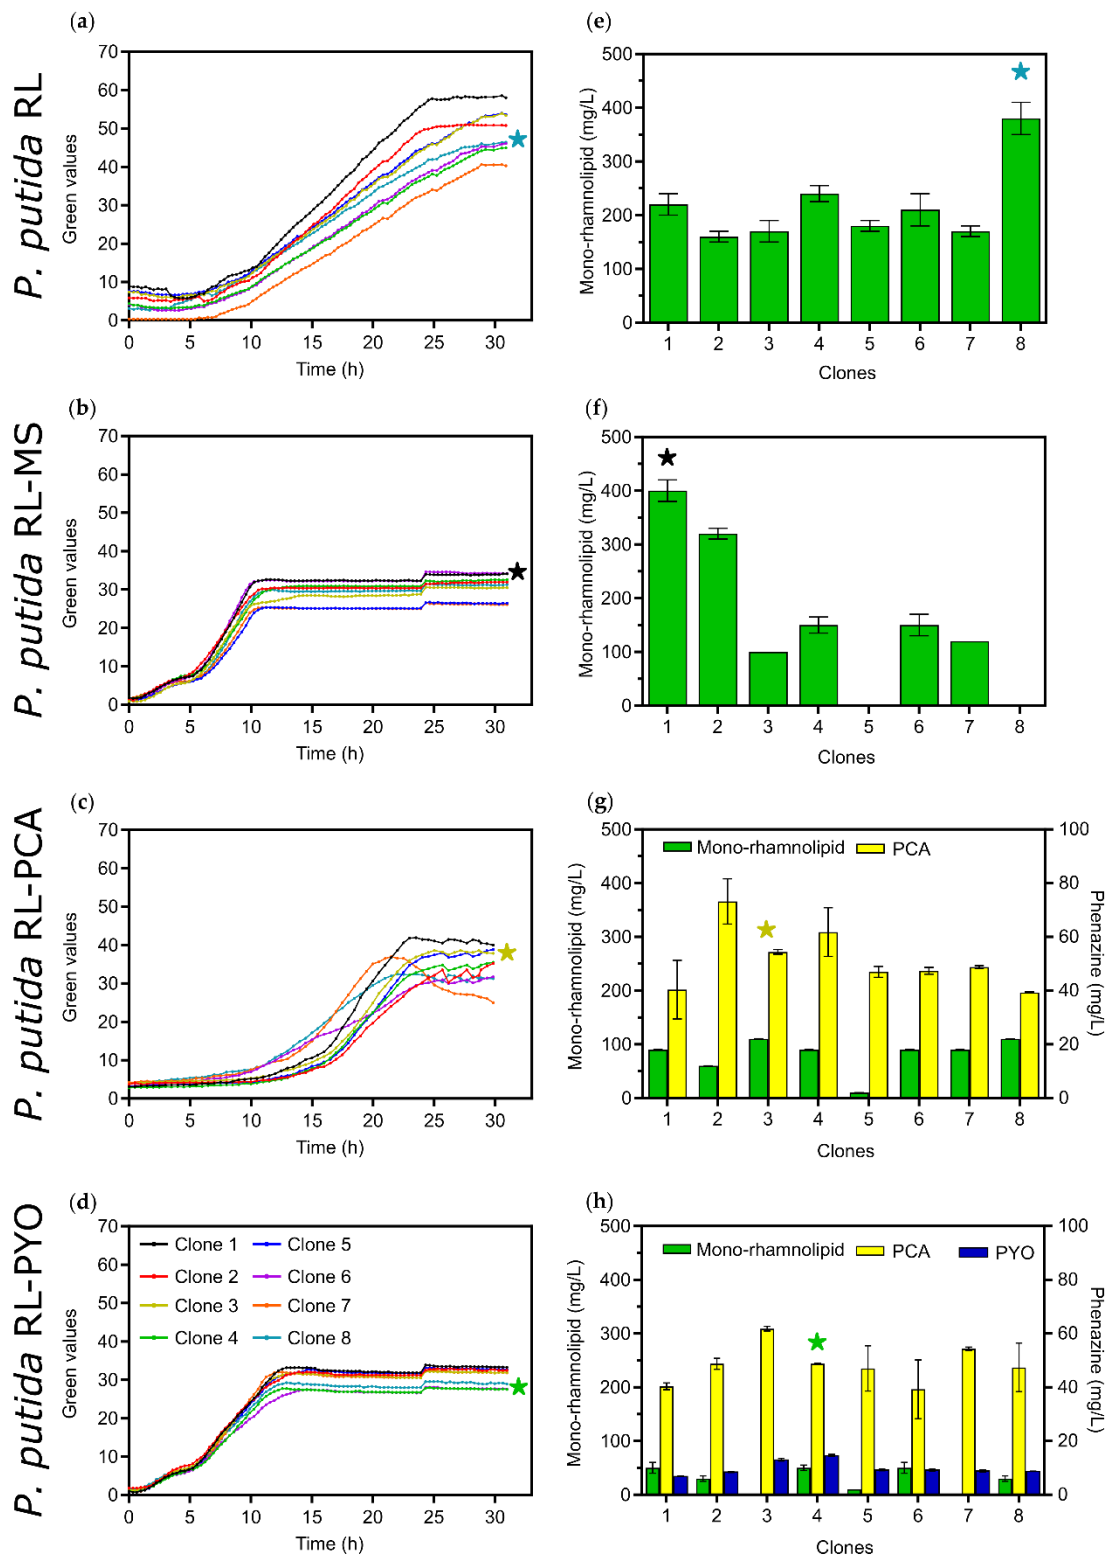 P. putida RL
(a)
70
60
50
40
30
20
10
0
Green values
0 5 10 15 20 25 30
Time (h)
(e)
500
400
300
200
100
0
Mono-rhamnolipid (mg/L)
1 2 3 4 5 6 7 8
Clones
P. putida RL-MS
(b)
70
60
50
40
30
20
10
0
Green values
0 5 10 15 20 25 30
Time (h)
(f)
500
400
300
200
100
0
Mono-rhamnolipid (mg/L)
1 2 3 4 5 6 7 8
Clones
P. putida RL-PCA
(c)
70
60
50
40
30
20
10
0
Green values
0 5 10 15 20 25 30
Time (h)
(g)
Mono-rhamnolipid PCA
500
400
300
200
100
0
Mono-rhamnolipid (mg/L)
100
80
60
40
20
0
Phenazine (mg/L)
1 2 3 4 5 6 7 8
Clones
P. putida RL-PYO
(d)
70
60
50
40
30
20
10
0
Green values
Clone 1 Clone 5
Clone 2 Clone 6
Clone 3 Clone 7
Clone 4 Clone 8
0 5 10 15 20 25 30
Time (h)
(h)
Mono-rhamnolipid PCA PYO
500
400
300
200
100
0
Mono-rhamnolipid (mg/L)
100
80
60
40
20
0
Phenazine (mg/L)
1 2 3 4 5 6 7 8
Clones